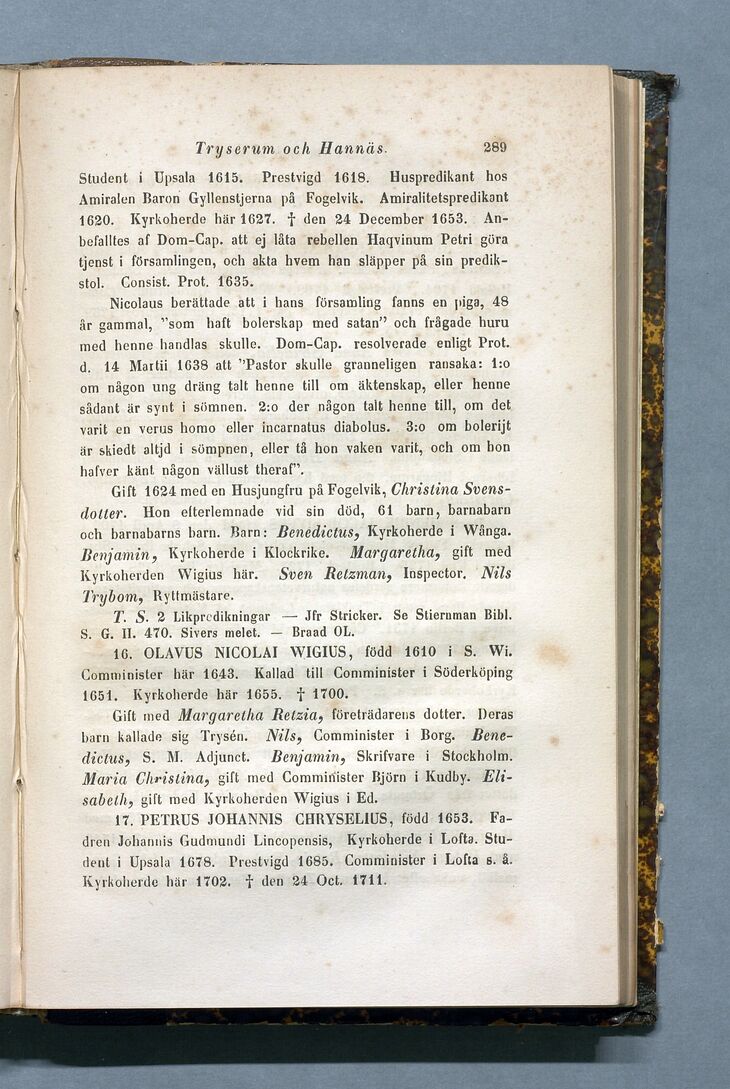 Tryserum och Hannäs. 289
Student i Upsala 1615. Prestvigd 1618. Huspredikant hos
Amiralen Baron Gyllenstjerna på Fogelvik. Amiralitetspredikant
1620. Kyrkoherde här 1627. † den 24 December 1653. An-
befalltes af Dom-Cap. att ej låta rebellen Haqvinum Petri göra
tjenst i församlingen, och akta hvem han släpper på sin predik-
stol. Consist. Prot. 1635.
Nicolaus berättade att i hans församling fanns en piga, 48
år gammal, ”som haft bolerskap med satan” och frågade huru
med henne handlas skulle. Dom-Cap. resolverade enligt Prot.
d. 14 Martii 1638 att ”Pastor skulle granneligen ransaka: 1:o
om någon ung dräng talt henne till om äktenskap, eller henne
sådant är synt i sömnen. 2:o der någon talt henne till, om det
varit en verus homo eller incarnatus diabolus. 3:o om bolerijt
är skiedt altjd i sömpnen, eller tå hon vaken varit, och om hon
hafver känt någon vällust theraf”.
Gift 1624 med en Husjungfru på Fogelvik, Christina Svens-
dotter. Hon efterlemnade vid sin död, 61 barn, barnabarn
och barnabarns barn. Barn: Benedictus, Kyrkoherde i Wånga.
Benjamin, Kyrkoherde i Klockrike. Margaretha, gift med
Kyrkoherden Wigius här. Sven Retzman, Inspector. Nils
Trybom, Ryttmästare.
T. S. 2 Likpredikningar — Jfr Stricker. Se Stiernman Bibl.
S. G. II. 470. Sivers melet. — Braad OL.
16. OLAVUS NICOLAI WIGIUS, född 1610 i S. Wi.
Comminister här 1643. Kallad till Comminister i Söderköping
1651. Kyrkoherde här 1655. † 1700.
Gift med Margaretha Retzia, företrädarens dotter. Deras
barn kallade sig Trysén. Nils, Comminister i Borg. Bene-
dictus, S. M. Adjunct. Benjamin, Skrifvare i Stockholm.
Maria Christina, gift med Comminister Björn i Kudby. Eli-
sabeth, gift med Kyrkoherden Wigius i Ed.
17. PETRUS JOHANNIS CHRYSELIUS, född 1653. Fa-
dren Johannis Gudmundi Lincopensis, Kyrkoherde i Lofta. Stu-
dent i Upsala 1678. Prestvigd 1685. Comminister i Lofta s. å.
Kyrkoherde här 1702. † den 24 Oct. 1711.